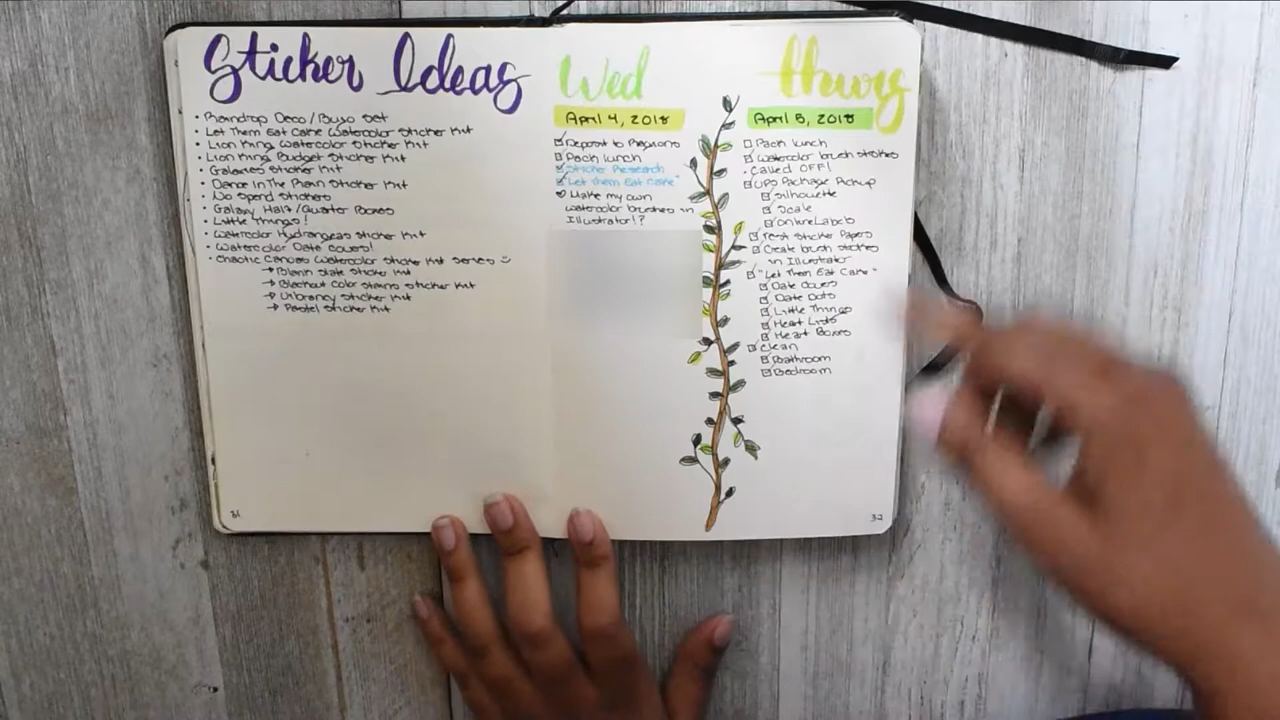 Sticker Ideas
• Raindrop Deco/Bujo Set
• Let Them Eat Cake Watercolor Sticker Kit
• Lion King Watercolor Sticker Kit
• Lion King Budget Sticker Kit
• Galaxies Sticker Kit
• Dance In The Rain Sticker Kit
• No Spend Stickers
• Galaxy Half/Quarter Boxes
• Little Things!
• Watercolor Hydrangeas Sticker Kit
• Watercolor Date Covers!
• Chaotic Canvas Watercolor Sticker Kit Series
→ Blank Slate Sticker Kit
→ Blackout Color Stains Sticker Kit
→ Vibrancy Sticker Kit
→ Pastel Sticker Kit
31
Wed
April 4, 2018
Deposit to
Pack lunch
Sticker Research
"Let Them Eat Cake"
Make my own
watercolor brushes in
Illustrator!?
Thurs
April 5, 2018
Pack lunch
Watercolor brush strokes
• Called OFF!
UPS Package Pickup
Silhouette
Scale
OnlineLabels
Test Sticker Papers
Create brush strokes
in Illustrator
"Let Them Eat Cake"
Date Covers
Date Dots
Little Things
Heart Lists
Heart Boxes
Clean
Bathroom
Bedroom
32